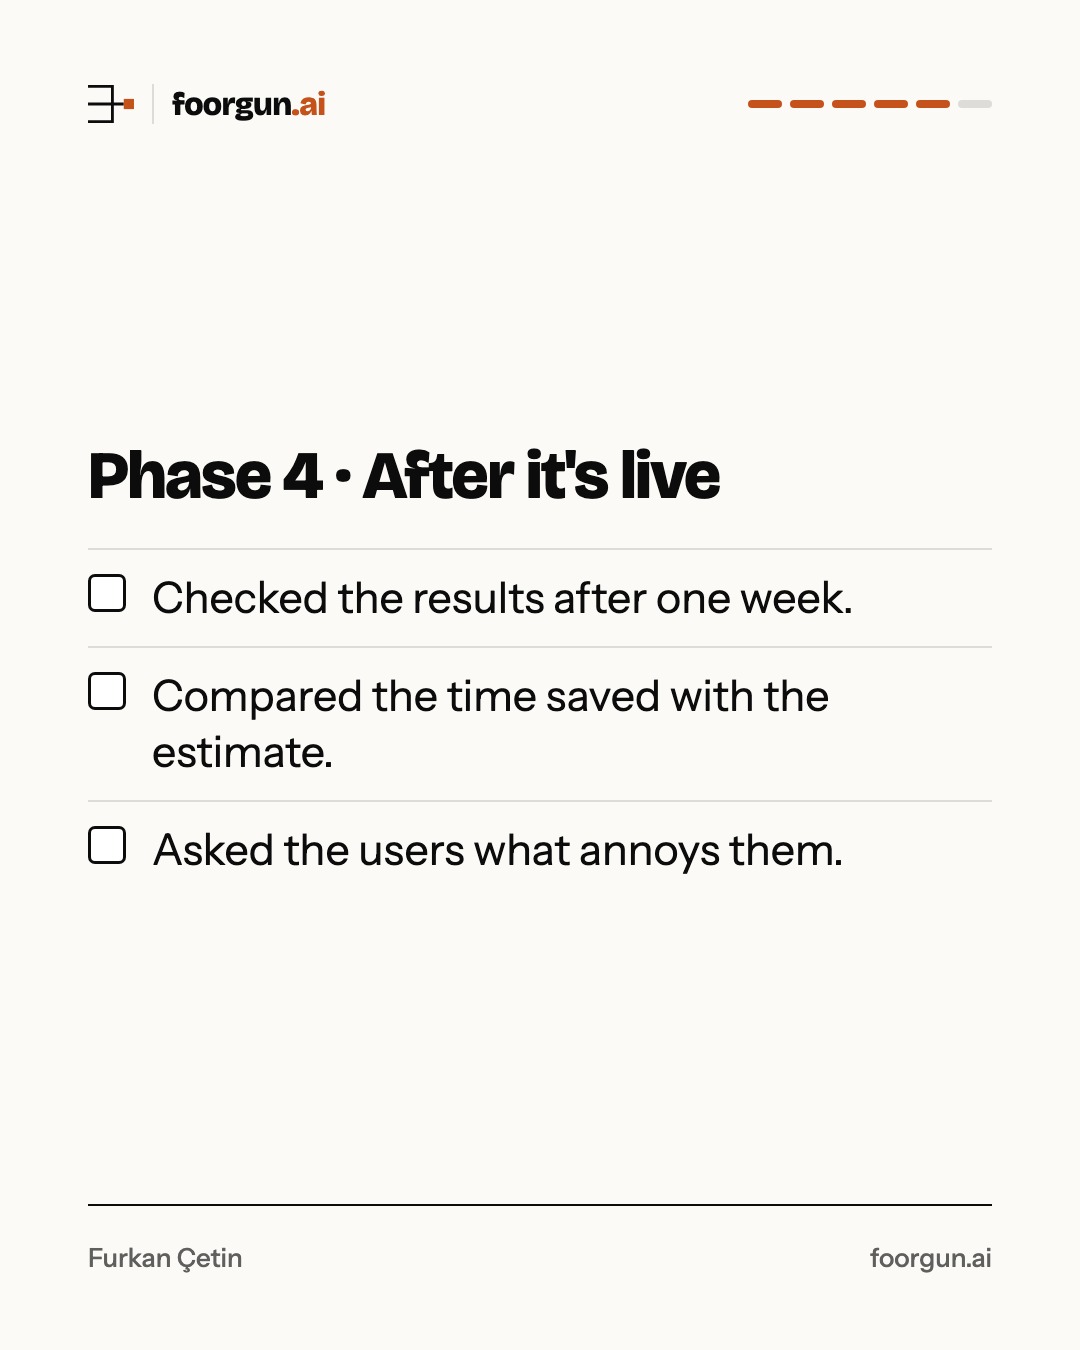 foorgun.ai
Phase 4 · After it's live
Checked the results after one week.
Compared the time saved with the
estimate.
Asked the users what annoys them.
Furkan Çetin
foorgun.ai